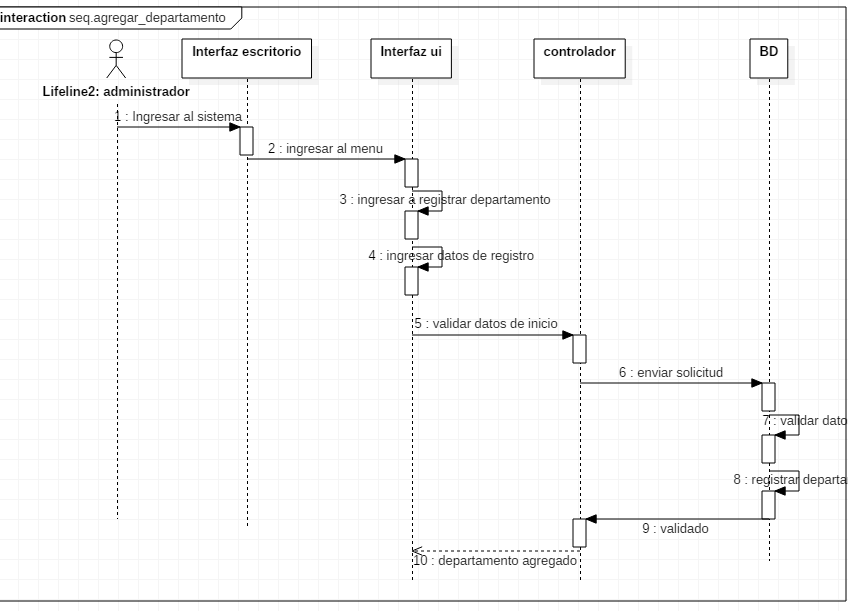 interaction seq.agregar_departamento
Interfaz escritorio
Interfaz ui
controlador
BD
Lifeline2: administrador
1 : Ingresar al sistema
2 : ingresar al menu
3 : ingresar a registrar departamento
4 : ingresar datos de registro
5 : validar datos de inicio
6 : enviar solicitud
7 : validar dato
8 : registrar departa
9 : validado
10 : departamento agregado